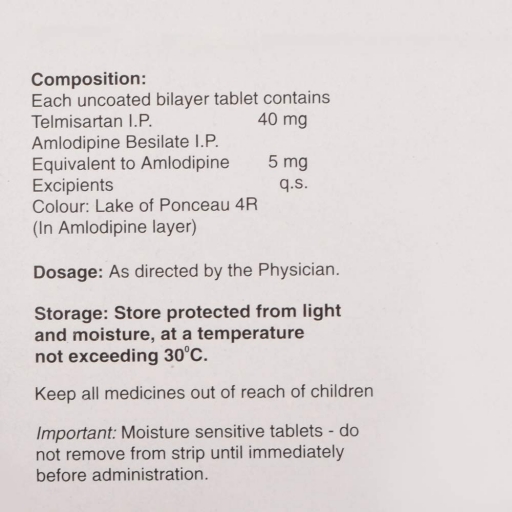 Composition:
Each uncoated bilayer tablet contains
Telmisartan I.P. 40 mg
Amlodipine Besilate I.P.
Equivalent to Amlodipine 5 mg
Excipients q.s.
Colour: Lake of Ponceau 4R
(In Amlodipine layer)
Dosage: As directed by the Physician.
Storage: Store protected from light
and moisture, at a temperature
not exceeding 30⁰C.
Keep all medicines out of reach of children
Important: Moisture sensitive tablets - do
not remove from strip until immediately
before administration.